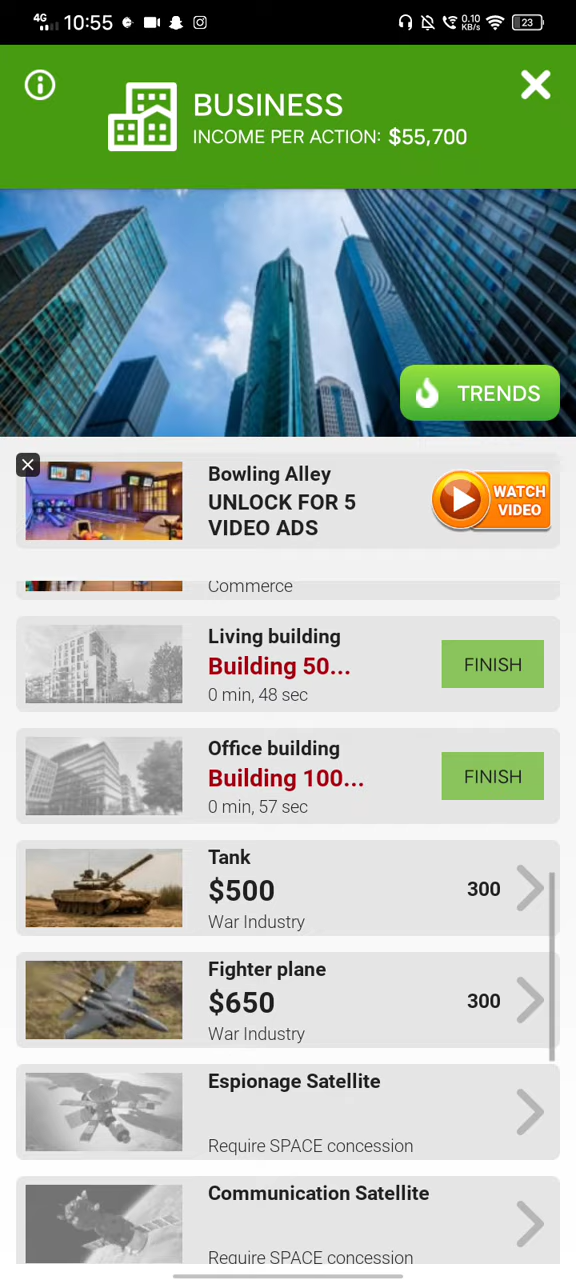 4G 10:55 0.10 KB/s 23
BUSINESS
INCOME PER ACTION: $55,700
TRENDS
Bowling Alley
UNLOCK FOR 5
VIDEO ADS
WATCH
VIDEO
Commerce
Living building
Building 50...
0 min, 48 sec
FINISH
Office building
Building 100...
0 min, 57 sec
FINISH
Tank
$500
300
War Industry
Fighter plane
$650
300
War Industry
Espionage Satellite
Require SPACE concession
Communication Satellite
Require SPACE concession